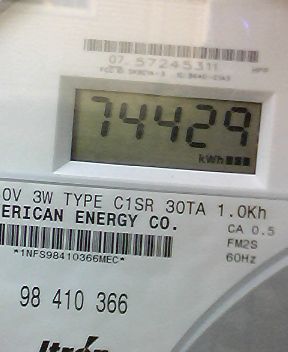 07 57245311
74429
kWh
0V 3W TYPE C1SR 30TA 1.0Kh
ERICAN ENERGY CO.
CA 0.5
FM2S
60Hz
*1NFS98410366MEC*
98 410 366
Itron